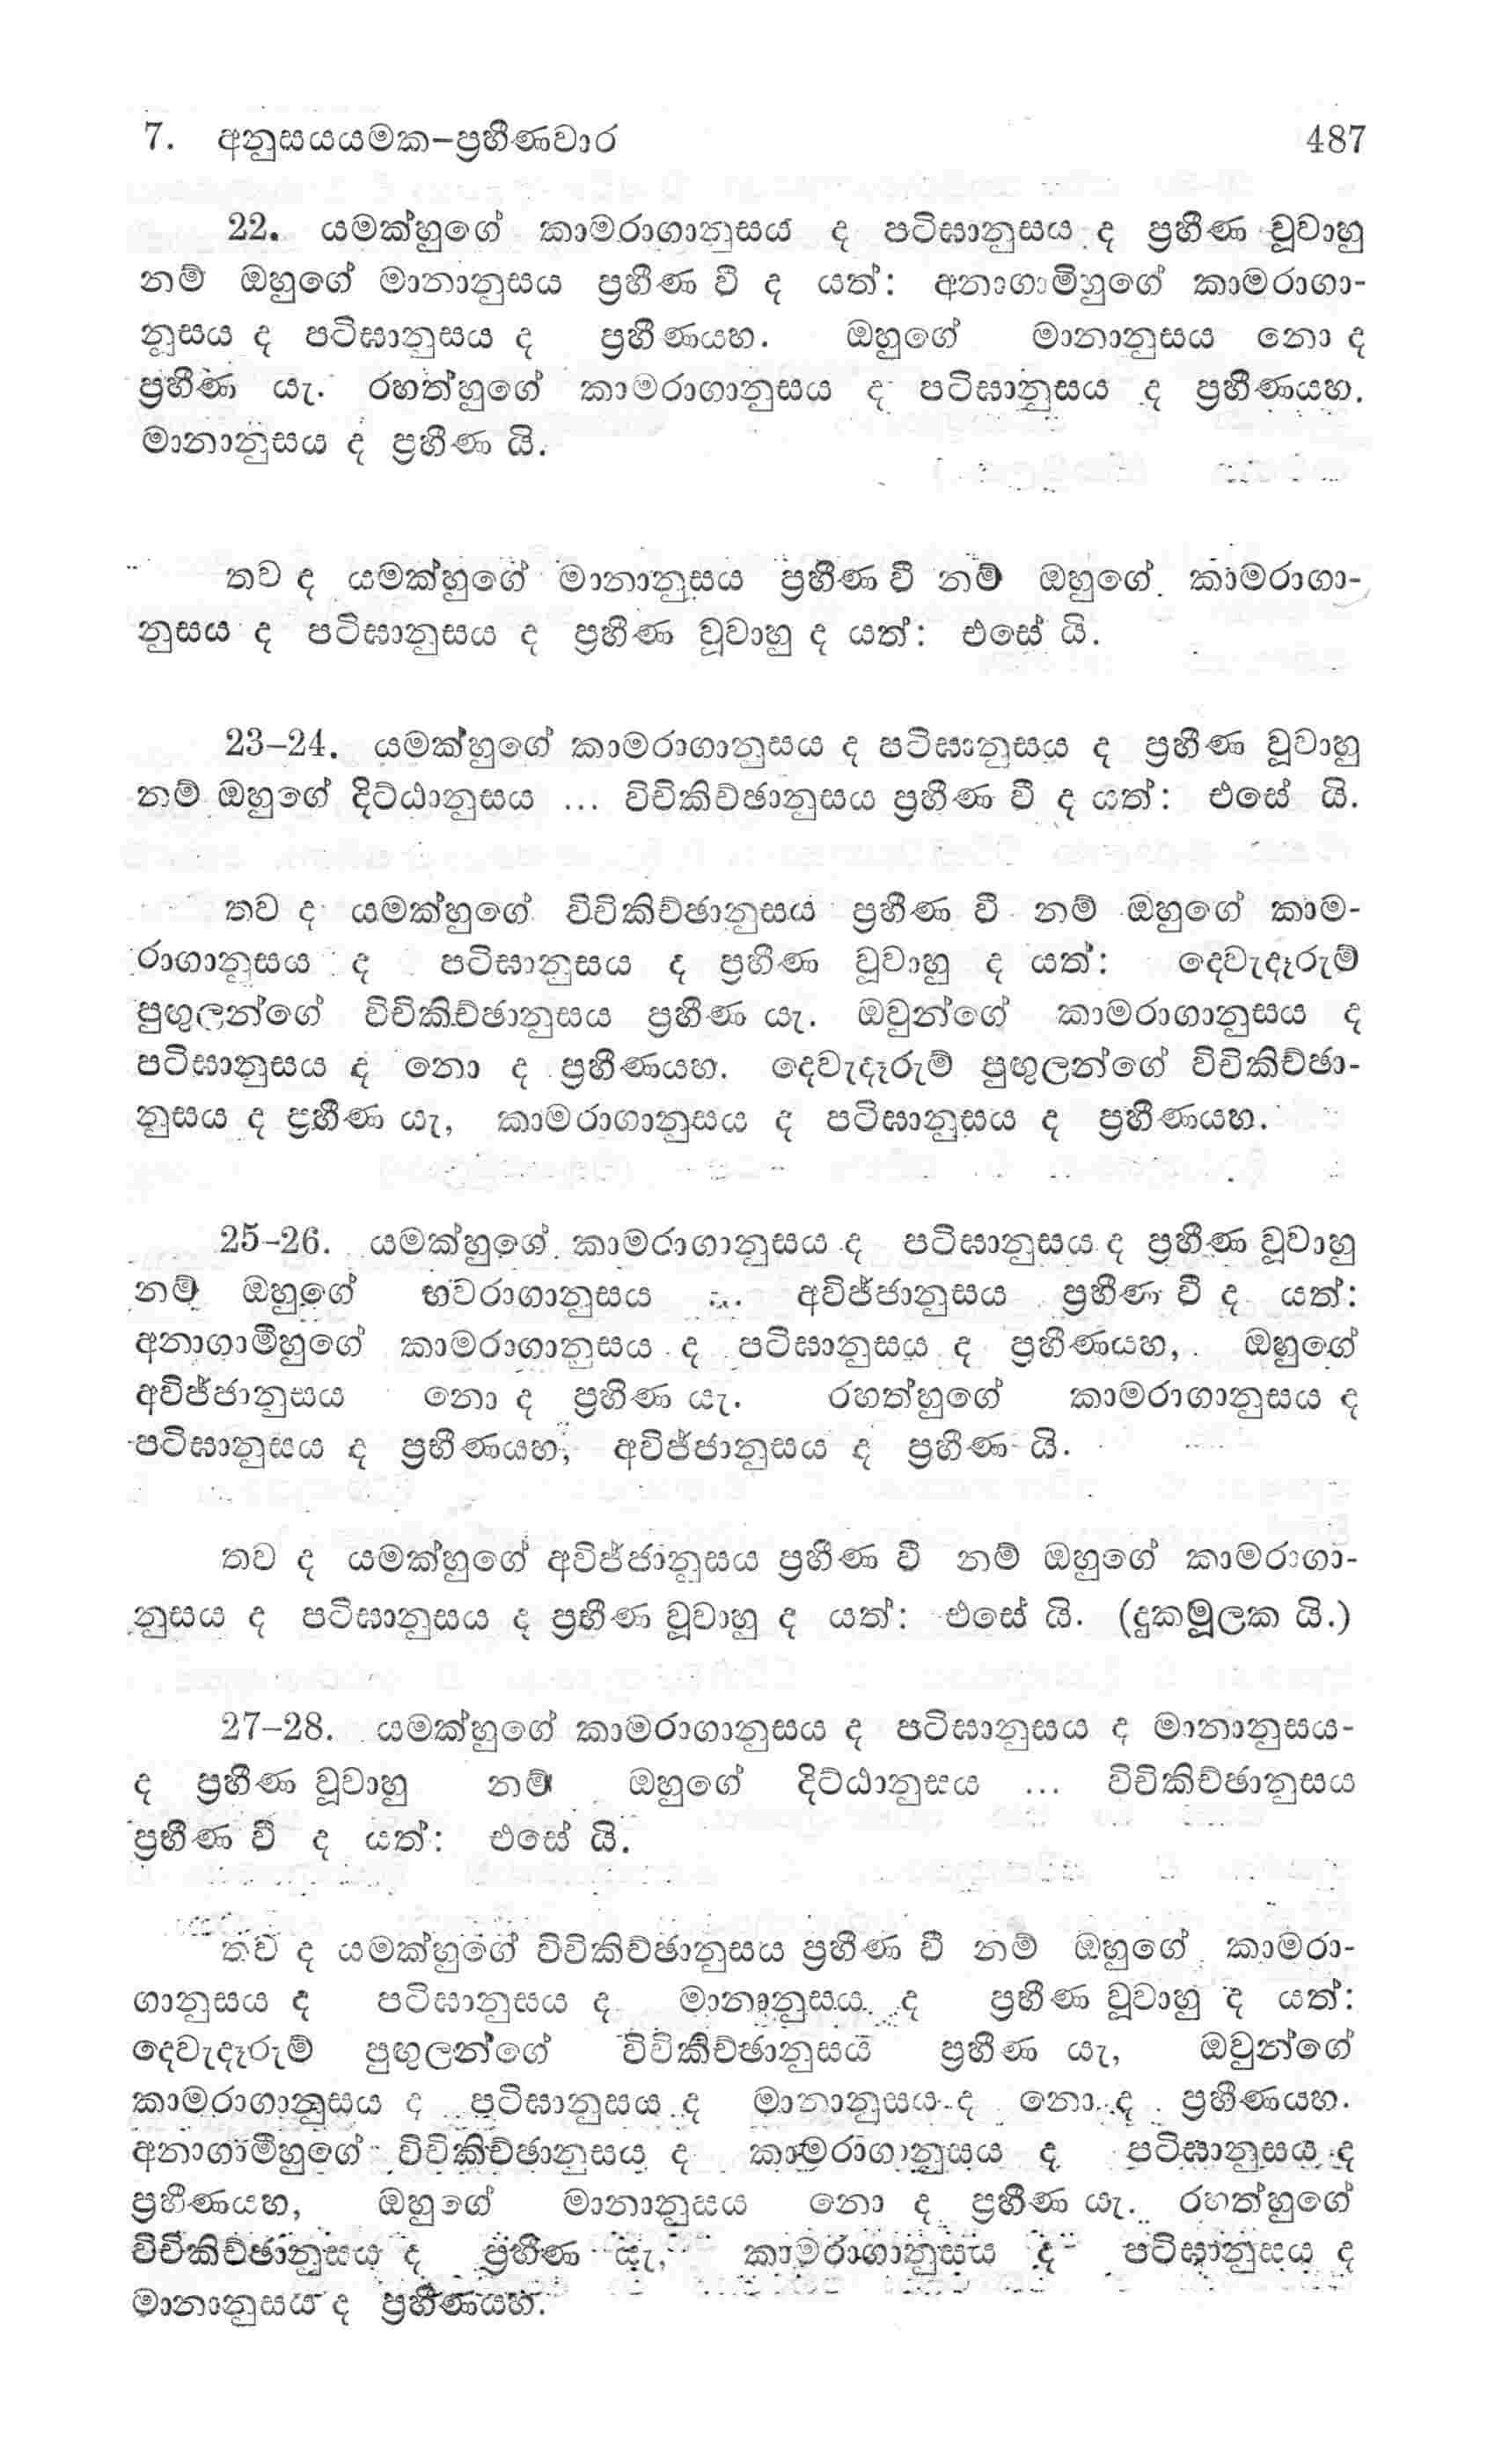 7. අනුසයයමක–ප්‍රහීණවාර 487
22. යමක්හුගේ කාමරාගානුසය ද පටිඝානුසය ද ප්‍රහීණ වූවාහු
නම් ඔහුගේ මානානුසය ප්‍රහීණ වී ද යත්: අනාගාමීහුගේ කාමරාගා-
නුසය ද පටිඝානුසය ද ප්‍රහීණයහ. ඔහුගේ මානානුසය නො ද
ප්‍රහීණ යැ. රහත්හුගේ කාමරාගානුසය ද පටිඝානුසය ද ප්‍රහීණයහ.
මානානුසය ද ප්‍රහීණ යි.
තව ද යමක්හුගේ මානානුසය ප්‍රහීණ වී නම් ඔහුගේ කාමරාගා-
නුසය ද පටිඝානුසය ද ප්‍රහීණ වූවාහු ද යත්: එසේ යි.
23–24. යමක්හුගේ කාමරාගානුසය ද පටිඝානුසය ද ප්‍රහීණ වූවාහු
නම් ඔහුගේ දිට්ඨානුසය ... විචිකිච්ඡානුසය ප්‍රහීණ වී ද යත්: එසේ යි.
තව ද යමක්හුගේ විචිකිච්ඡානුසය ප්‍රහීණ වී නම් ඔහුගේ කාම-
රාගානුසය ද පටිඝානුසය ද ප්‍රහීණ වූවාහු ද යත්: දෙවැදෑරුම්
පුඟුලන්ගේ විචිකිච්ඡානුසය ප්‍රහීණ යැ. ඔවුන්ගේ කාමරාගානුසය ද
පටිඝානුසය ද නො ද ප්‍රහීණයහ. දෙවැදෑරුම් පුඟුලන්ගේ විචිකිච්ඡා-
නුසය ද ප්‍රහීණ යැ, කාමරාගානුසය ද පටිඝානුසය ද ප්‍රහීණයහ.
25–26. යමක්හුගේ කාමරාගානුසය ද පටිඝානුසය ද ප්‍රහීණ වූවාහු
නම් ඔහුගේ භවරාගානුසය ... අවිජ්ජානුසය ප්‍රහීණ වී ද යත්:
අනාගාමීහුගේ කාමරාගානුසය ද පටිඝානුසය ද ප්‍රහීණයහ, ඔහුගේ
අවිජ්ජානුසය නො ද ප්‍රහීණ යැ. රහත්හුගේ කාමරාගානුසය ද
පටිඝානුසය ද ප්‍රහීණයහ, අවිජ්ජානුසය ද ප්‍රහීණ යි.
තව ද යමක්හුගේ අවිජ්ජානුසය ප්‍රහීණ වී නම් ඔහුගේ කාමරාගා-
නුසය ද පටිඝානුසය ද ප්‍රහීණ වූවාහු ද යත්: එසේ යි. (දුකමූලක යි.)
27–28. යමක්හුගේ කාමරාගානුසය ද පටිඝානුසය ද මානානුසය-
ද ප්‍රහීණ වූවාහු නම් ඔහුගේ දිට්ඨානුසය ... විචිකිච්ඡානුසය
ප්‍රහීණ වී ද යත්: එසේ යි.
තව ද යමක්හුගේ විචිකිච්ඡානුසය ප්‍රහීණ වී නම් ඔහුගේ කාමරා-
ගානුසය ද පටිඝානුසය ද මානානුසය ද ප්‍රහීණ වූවාහු ද යත්:
දෙවැදෑරුම් පුඟුලන්ගේ විචිකිච්ඡානුසය ප්‍රහීණ යැ, ඔවුන්ගේ
කාමරාගානුසය ද පටිඝානුසය ද මානානුසය ද නො ද ප්‍රහීණයහ.
අනාගාමීහුගේ විචිකිච්ඡානුසය ද කාමරාගානුසය ද පටිඝානුසය ද
ප්‍රහීණයහ, ඔහුගේ මානානුසය නො ද ප්‍රහීණ යැ. රහත්හුගේ
විචිකිච්ඡානුසය ද ප්‍රහීණ යැ, කාමරාගානුසය ද පටිඝානුසය ද
මානානුසය ද ප්‍රහීණයහ.